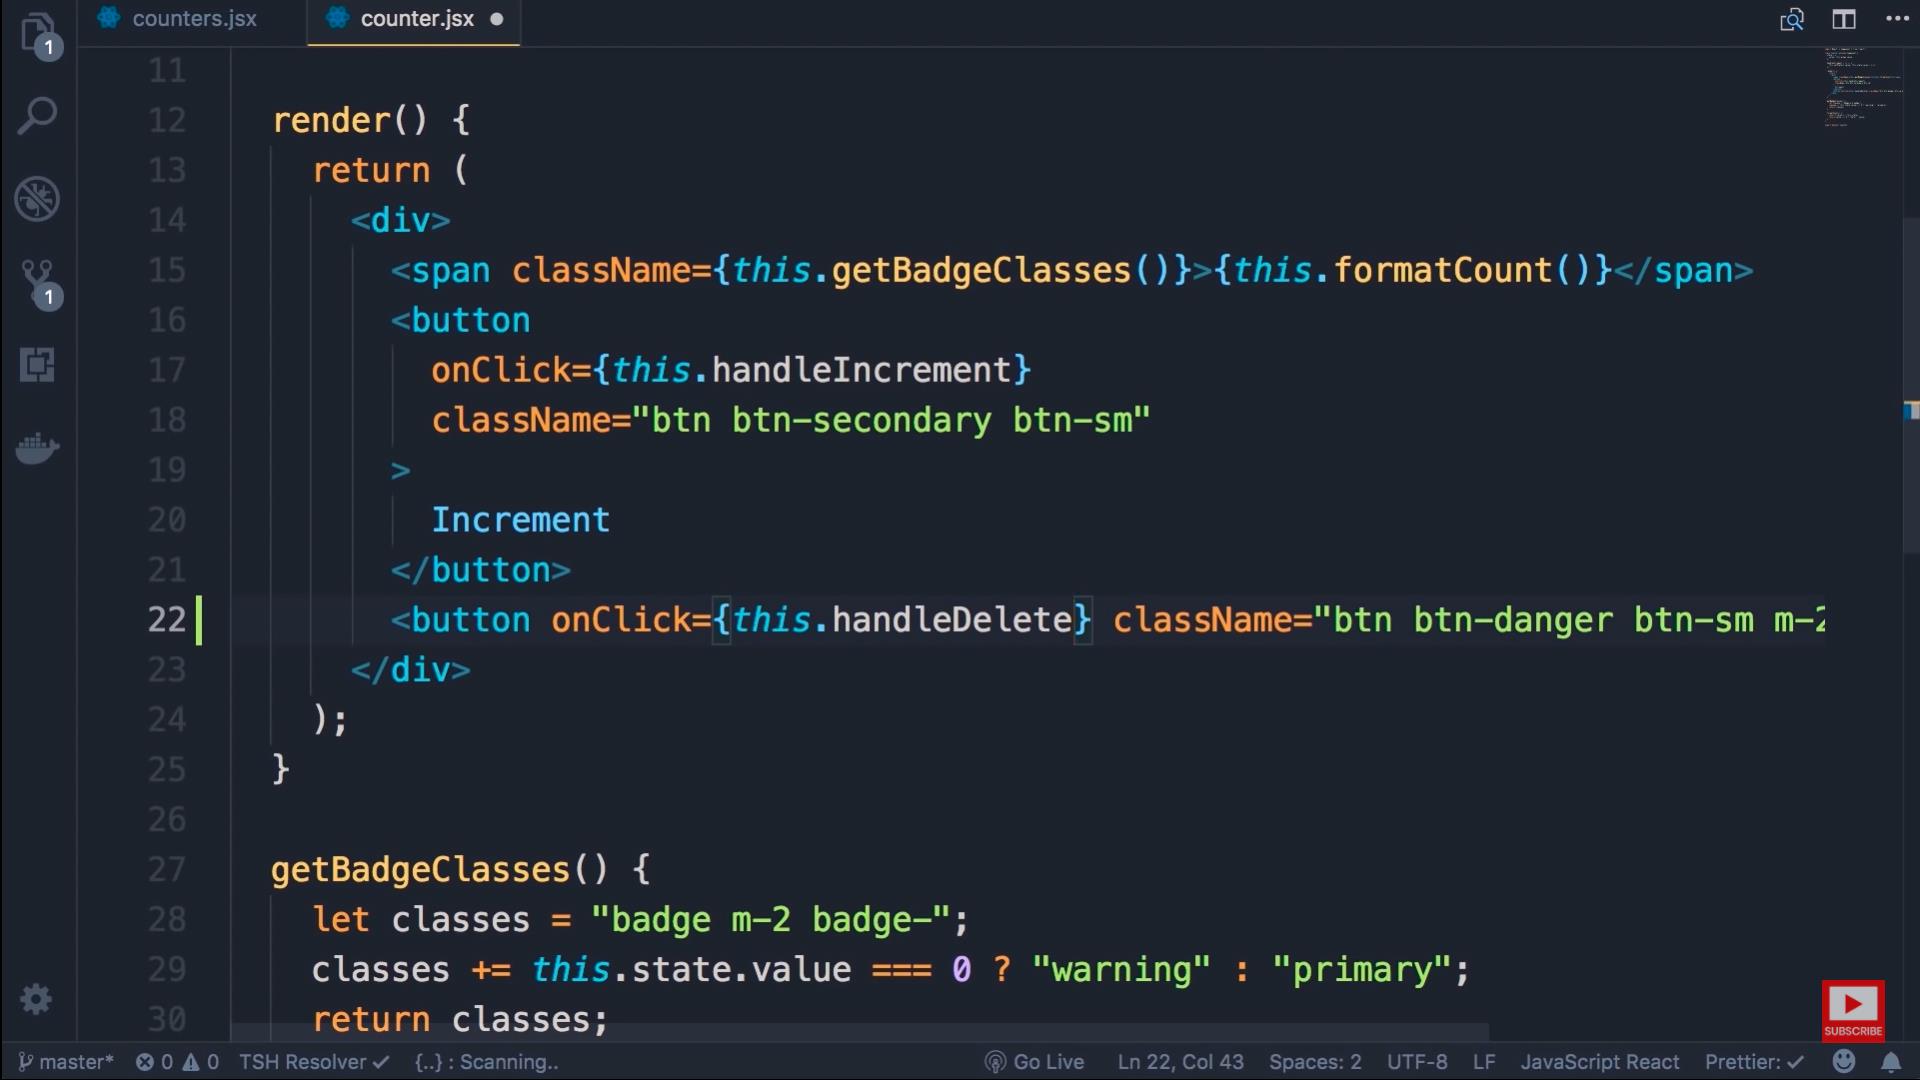 counters.jsx
counter.jsx
1
1
11
12 render() {
13 return (
14 <div>
15 <span className={this.getBadgeClasses()}>{this.formatCount()}</span>
16 <button
17 onClick={this.handleIncrement}
18 className="btn btn-secondary btn-sm"
19 >
20 Increment
21 </button>
22 <button onClick={this.handleDelete} className="btn btn-danger btn-sm m-2
23 </div>
24 );
25 }
26
27 getBadgeClasses() {
28 let classes = "badge m-2 badge-";
29 classes += this.state.value === 0 ? "warning" : "primary";
30 return classes;
SUBSCRIBE
master* 0 0 TSH Resolver ✓ {..} : Scanning.. Go Live Ln 22, Col 43 Spaces: 2 UTF-8 LF JavaScript React Prettier: ✓